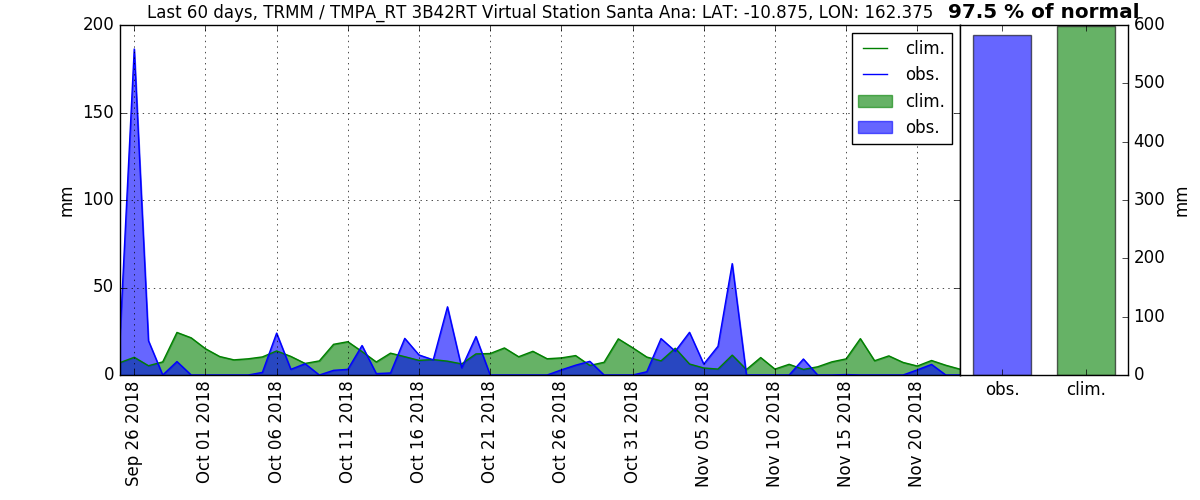 Last 60 days, TRMM / TMPA_RT 3B42RT Virtual Station Santa Ana: LAT: -10.875, LON: 162.375
97.5 % of normal
200
150
100
50
0
mm
clim.
obs.
clim.
obs.
600
500
400
300
200
100
0
mm
Sep 26 2018
Oct 01 2018
Oct 06 2018
Oct 11 2018
Oct 16 2018
Oct 21 2018
Oct 26 2018
Oct 31 2018
Nov 05 2018
Nov 10 2018
Nov 15 2018
Nov 20 2018
obs.
clim.